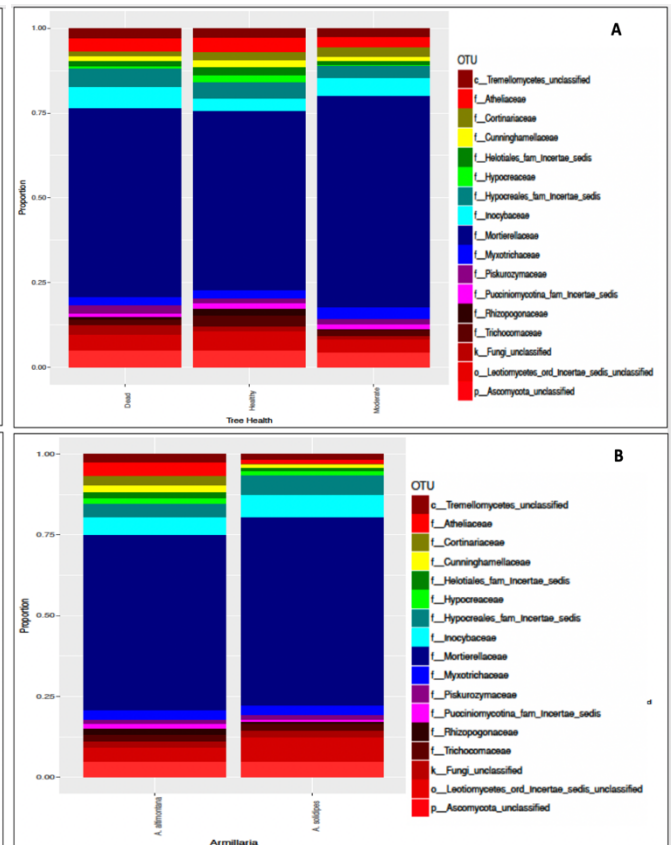 A
1.00
0.75
0.50
0.25
0.00
Proportion
Dead
Healthy
Moderate
Tree Health
OTU
c__Tremellomycetes_unclassified
f__Atheliaceae
f__Cortinariaceae
f__Cunninghamellaceae
f__Helotiales_fam_Incertae_sedis
f__Hypocreaceae
f__Hypocreales_fam_Incertae_sedis
f__Inocybaceae
f__Mortierellaceae
f__Myxotrichaceae
f__Piskurozymaceae
f__Pucciniomycotina_fam_Incertae_sedis
f__Rhizopogonaceae
f__Trichocomaceae
k__Fungi_unclassified
o__Leotiomycetes_ord_Incertae_sedis_unclassified
p__Ascomycota_unclassified
B
1.00
0.75
0.50
0.25
0.00
Proportion
A. altimontana
A. solidipes
Armillaria
OTU
c__Tremellomycetes_unclassified
f__Atheliaceae
f__Cortinariaceae
f__Cunninghamellaceae
f__Helotiales_fam_Incertae_sedis
f__Hypocreaceae
f__Hypocreales_fam_Incertae_sedis
f__Inocybaceae
f__Mortierellaceae
f__Myxotrichaceae
f__Piskurozymaceae
f__Pucciniomycotina_fam_Incertae_sedis
f__Rhizopogonaceae
f__Trichocomaceae
k__Fungi_unclassified
o__Leotiomycetes_ord_Incertae_sedis_unclassified
p__Ascomycota_unclassified
d